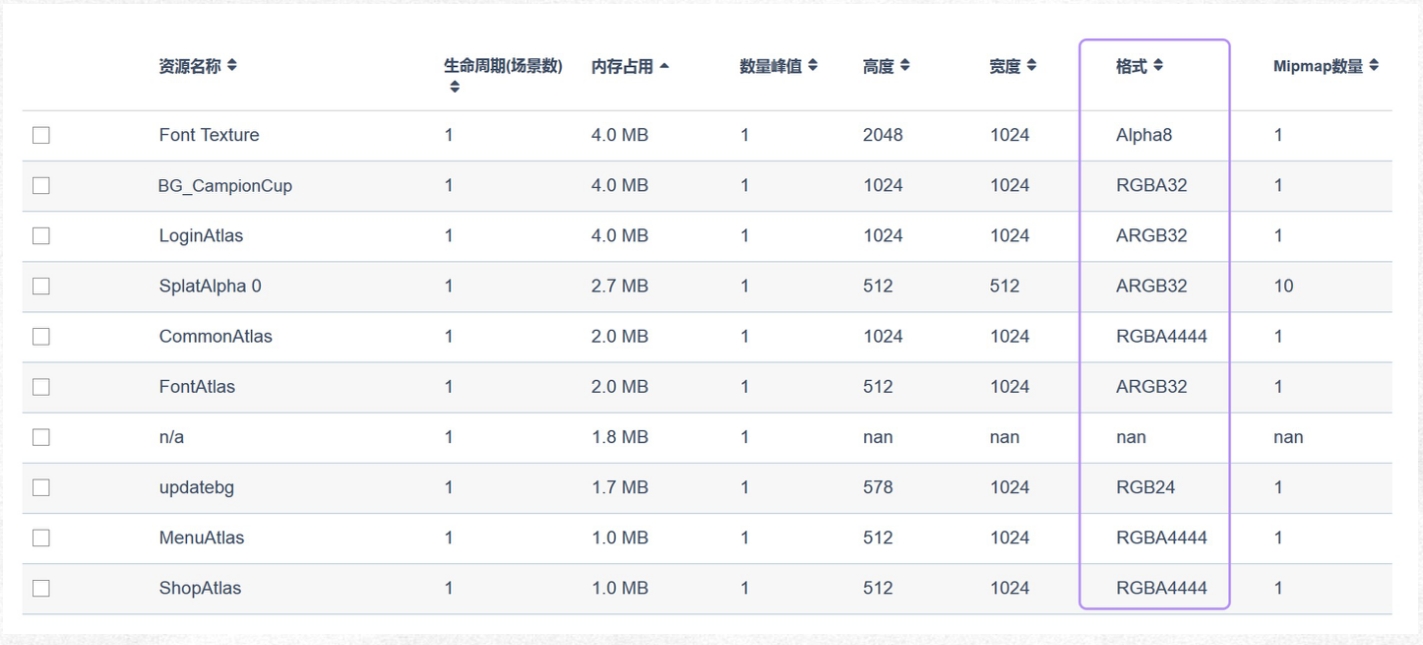 资源名称 生命周期(场景数) 内存占用 数量峰值 高度 宽度 格式 Mipmap数量
Font Texture 1 4.0 MB 1 2048 1024 Alpha8 1
BG_CampionCup 1 4.0 MB 1 1024 1024 RGBA32 1
LoginAtlas 1 4.0 MB 1 1024 1024 ARGB32 1
SplatAlpha 0 1 2.7 MB 1 512 512 ARGB32 10
CommonAtlas 1 2.0 MB 1 1024 1024 RGBA4444 1
FontAtlas 1 2.0 MB 1 512 1024 ARGB32 1
n/a 1 1.8 MB 1 nan nan nan nan
updatebg 1 1.7 MB 1 578 1024 RGB24 1
MenuAtlas 1 1.0 MB 1 512 1024 RGBA4444 1
ShopAtlas 1 1.0 MB 1 512 1024 RGBA4444 1